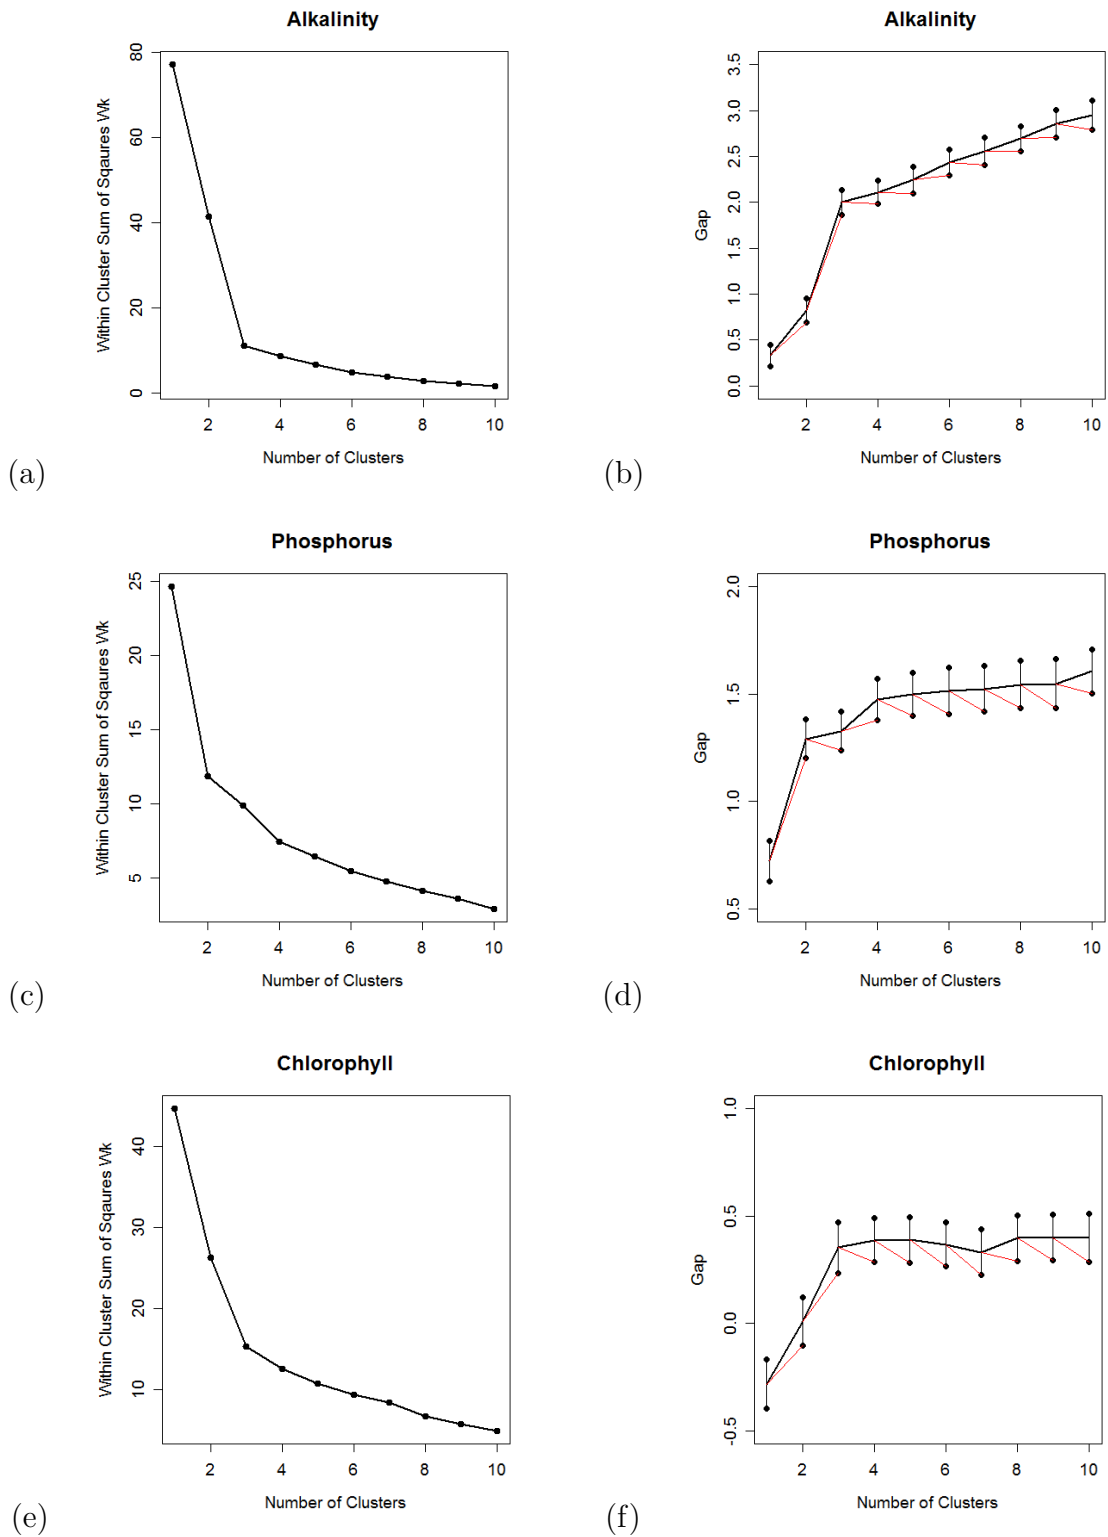 Alkalinity
Within Cluster Sum of Sqaures Wk
80
60
40
20
0
2 4 6 8 10
Number of Clusters
(a)
Alkalinity
Gap
3.5
3.0
2.5
2.0
1.5
1.0
0.5
0.0
2 4 6 8 10
Number of Clusters
(b)
Phosphorus
Within Cluster Sum of Sqaures Wk
25
20
15
10
5
2 4 6 8 10
Number of Clusters
(c)
Phosphorus
Gap
2.0
1.5
1.0
0.5
2 4 6 8 10
Number of Clusters
(d)
Chlorophyll
Within Cluster Sum of Sqaures Wk
40
30
20
10
2 4 6 8 10
Number of Clusters
(e)
Chlorophyll
Gap
1.0
0.5
0.0
-0.5
2 4 6 8 10
Number of Clusters
(f)